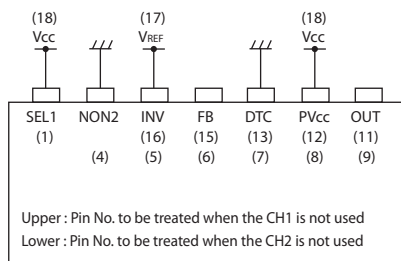 (18) (17) (18)
Vcc VREF Vcc
SEL1 NON2 INV FB DTC PVcc OUT
(1) (16) (15) (13) (12) (11)
(4) (5) (6) (7) (8) (9)
Upper : Pin No. to be treated when the CH1 is not used
Lower : Pin No. to be treated when the CH2 is not used